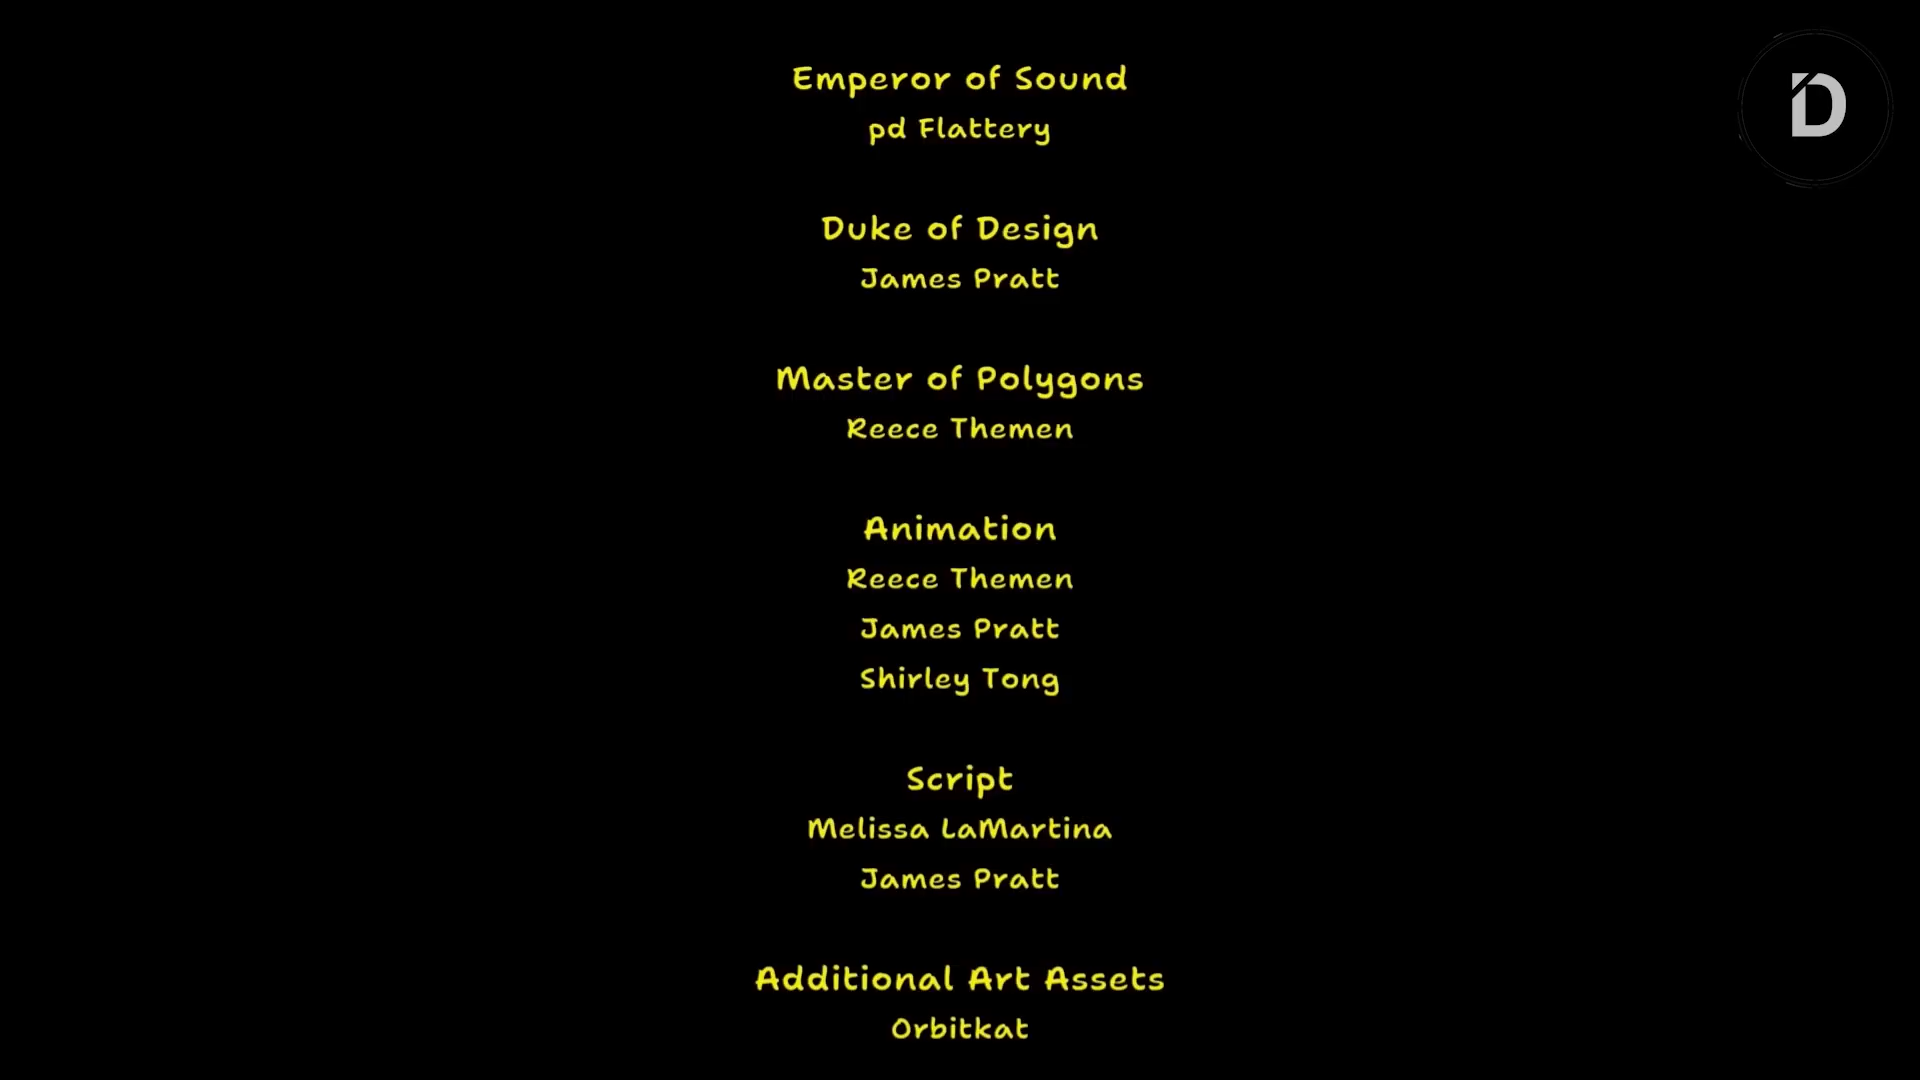 Emperor of Sound
pd Flattery
Duke of Design
James Pratt
Master of Polygons
Reece Themen
Animation
Reece Themen
James Pratt
Shirley Tong
Script
Melissa LaMartina
James Pratt
Additional Art Assets
Orbitkat
D